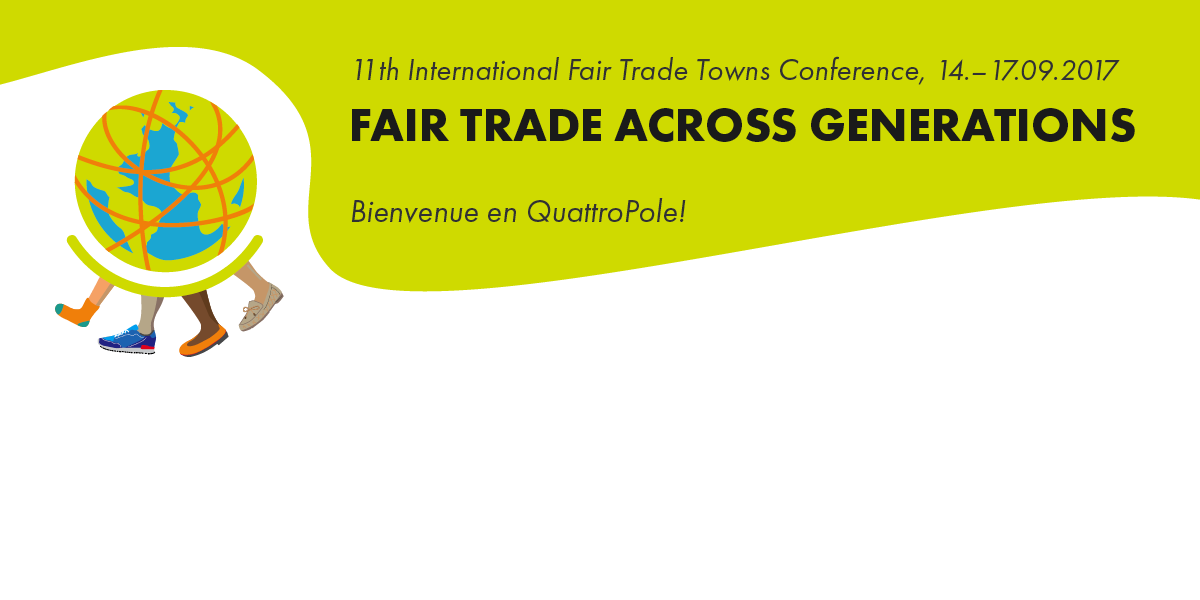 11th International Fair Trade Towns Conference, 14.–17.09.2017
FAIR TRADE ACROSS GENERATIONS
Bienvenue en QuattroPole!